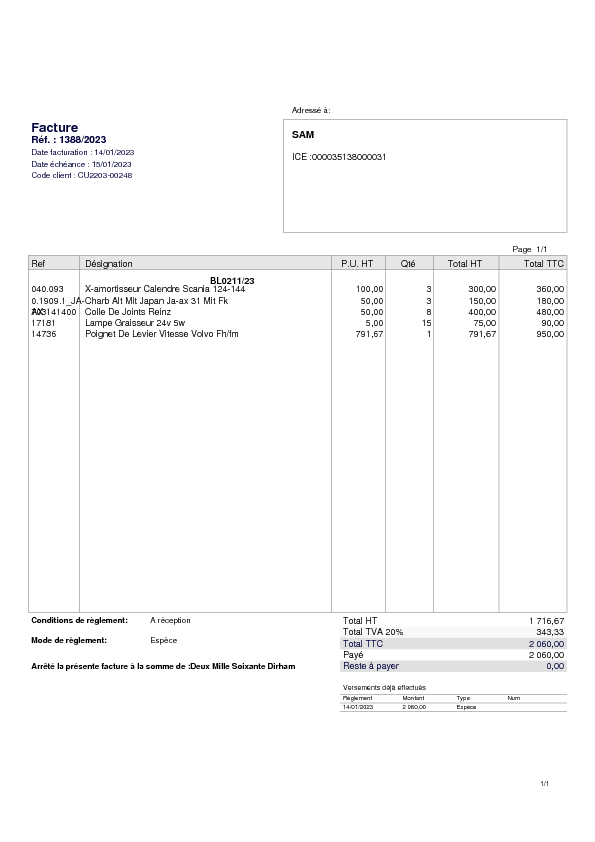 Adressé à:
Facture
Réf. : 1388/2023
Date facturation : 14/01/2023
Date échéance : 15/01/2023
Code client : CU2203-00248
SAM
ICE :000035138000031
Page 1/1
Ref Désignation P.U. HT Qté Total HT Total TTC
BL0211/23
040.093 X-amortisseur Calendre Scania 124-144 100,00 3 300,00 360,00
0.1909.1_JA-Charb Alt Mit Japan Ja-ax 31 Mit Fk 50,00 3 150,00 180,00
Colle De Joints Reinz 50,00 8 400,00 480,00
17181 Lampe Graisseur 24v 5w 5,00 15 75,00 90,00
14736 Poignet De Levier Vitesse Volvo Fh/fm 791,67 1 791,67 950,00
Conditions de règlement: A réception
Mode de règlement: Espèce
Arrêté la présente facture à la somme de :Deux Mille Soixante Dirham
Total HT 1 716,67
Total TVA 20% 343,33
Total TTC 2 060,00
Payé 2 060,00
Reste à payer 0,00
Versements déjà effectués
Règlement Montant Type Num
14/01/2023 2 060,00 Espèce
1/1